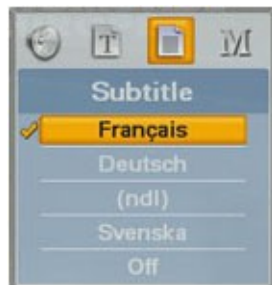 T M
Subtitle
Français
Deutsch
(ndl)
Svenska
Off